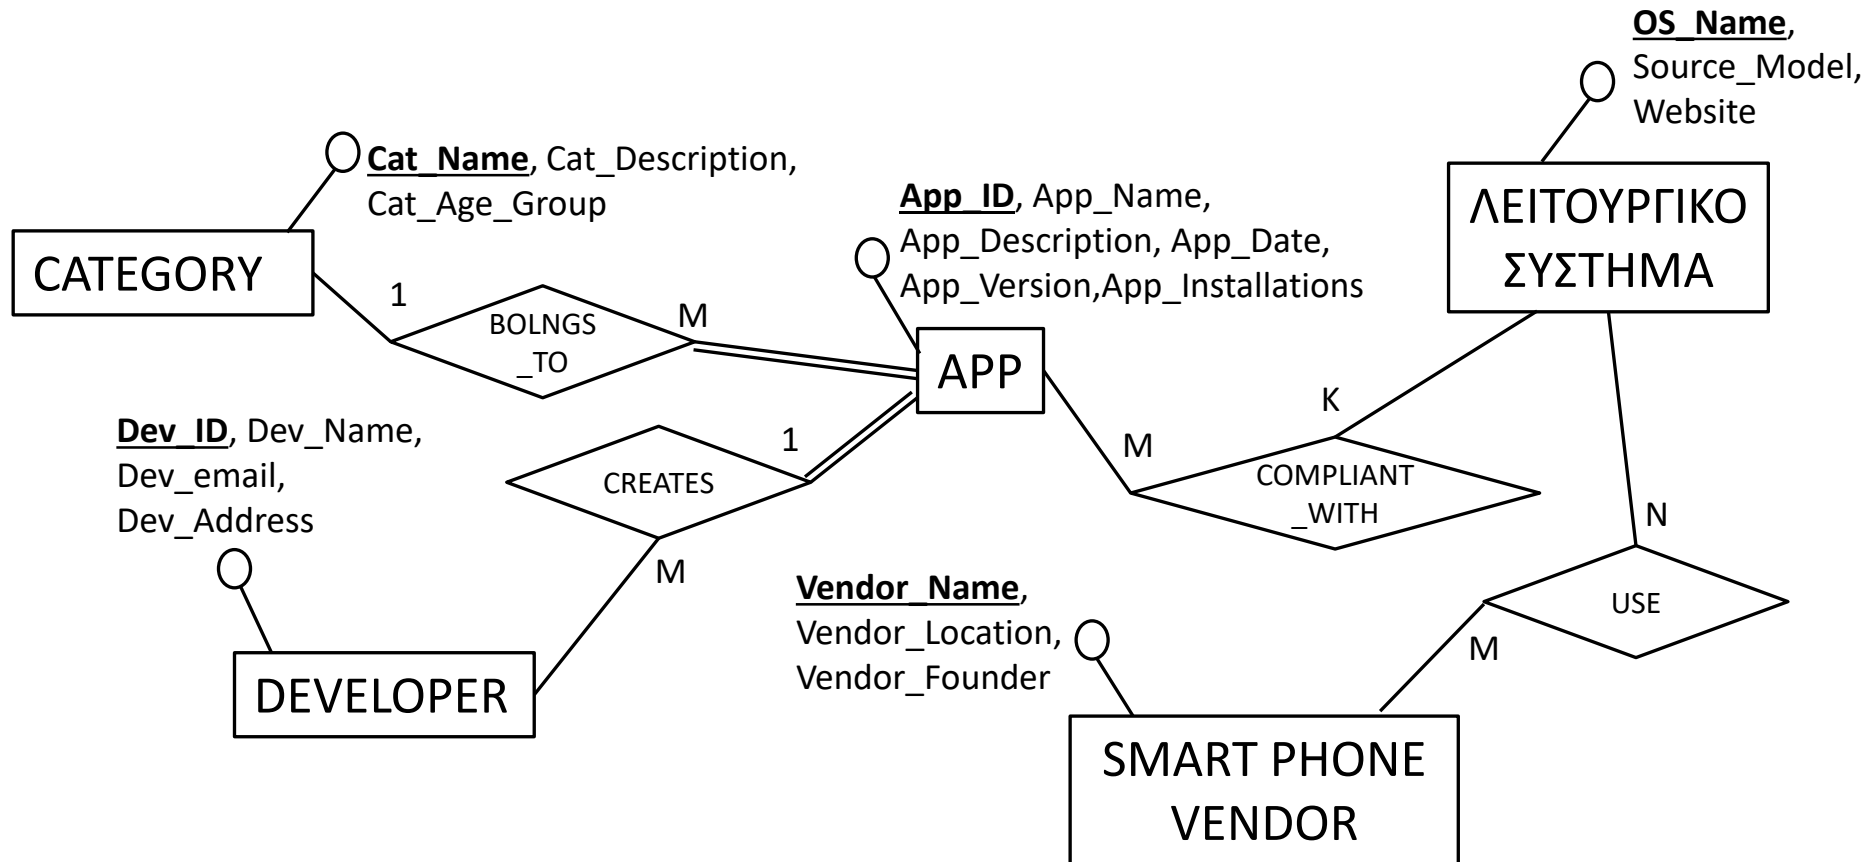 OS_Name,
Source_Model,
Website
Cat_Name, Cat_Description,
Cat_Age_Group
App_ID, App_Name,
App_Description, App_Date,
App_Version,App_Installations
ΛΕΙΤΟΥΡΓΙΚΟ
ΣΥΣΤΗΜΑ
CATEGORY
1
BOLNGS
_TO
M
APP
K
Dev_ID, Dev_Name,
Dev_email,
Dev_Address
1
CREATES
M
M
COMPLIANT
_WITH
N
Vendor_Name,
Vendor_Location,
Vendor_Founder
USE
M
DEVELOPER
SMART PHONE
VENDOR